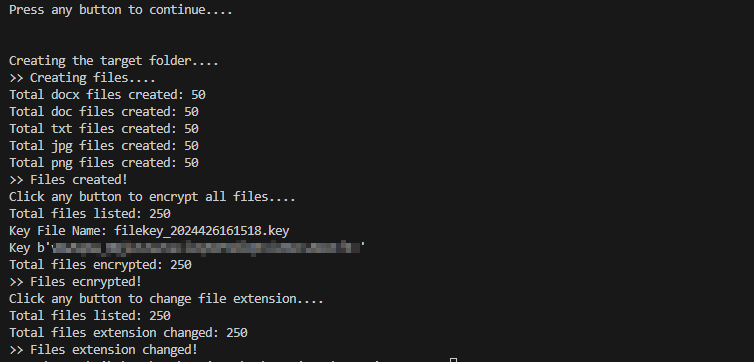 Press any button to continue....
Creating the target folder....
>> Creating files....
Total docx files created: 50
Total doc files created: 50
Total txt files created: 50
Total jpg files created: 50
Total png files created: 50
>> Files created!
Click any button to encrypt all files....
Total files listed: 250
Key File Name: filekey_2024426161518.key
Key b'
Total files encrypted: 250
>> Files ecnrypted!
Click any button to change file extension....
Total files listed: 250
Total files extension changed: 250
>> Files extension changed!